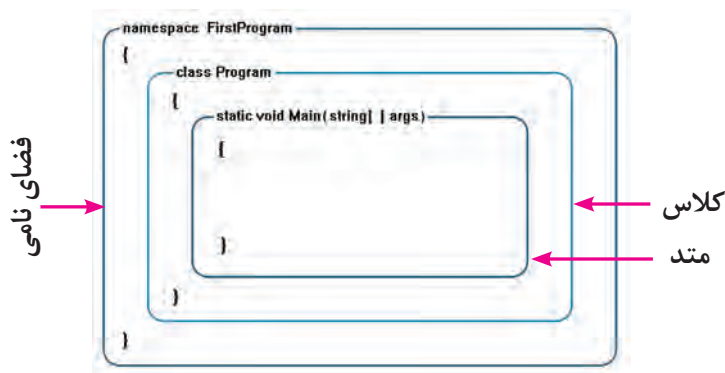 namespace FirstProgram
{
class Program
{
static void Main(string[ ] args)
{
}
}
}
فضای نامی
کلاس
متد